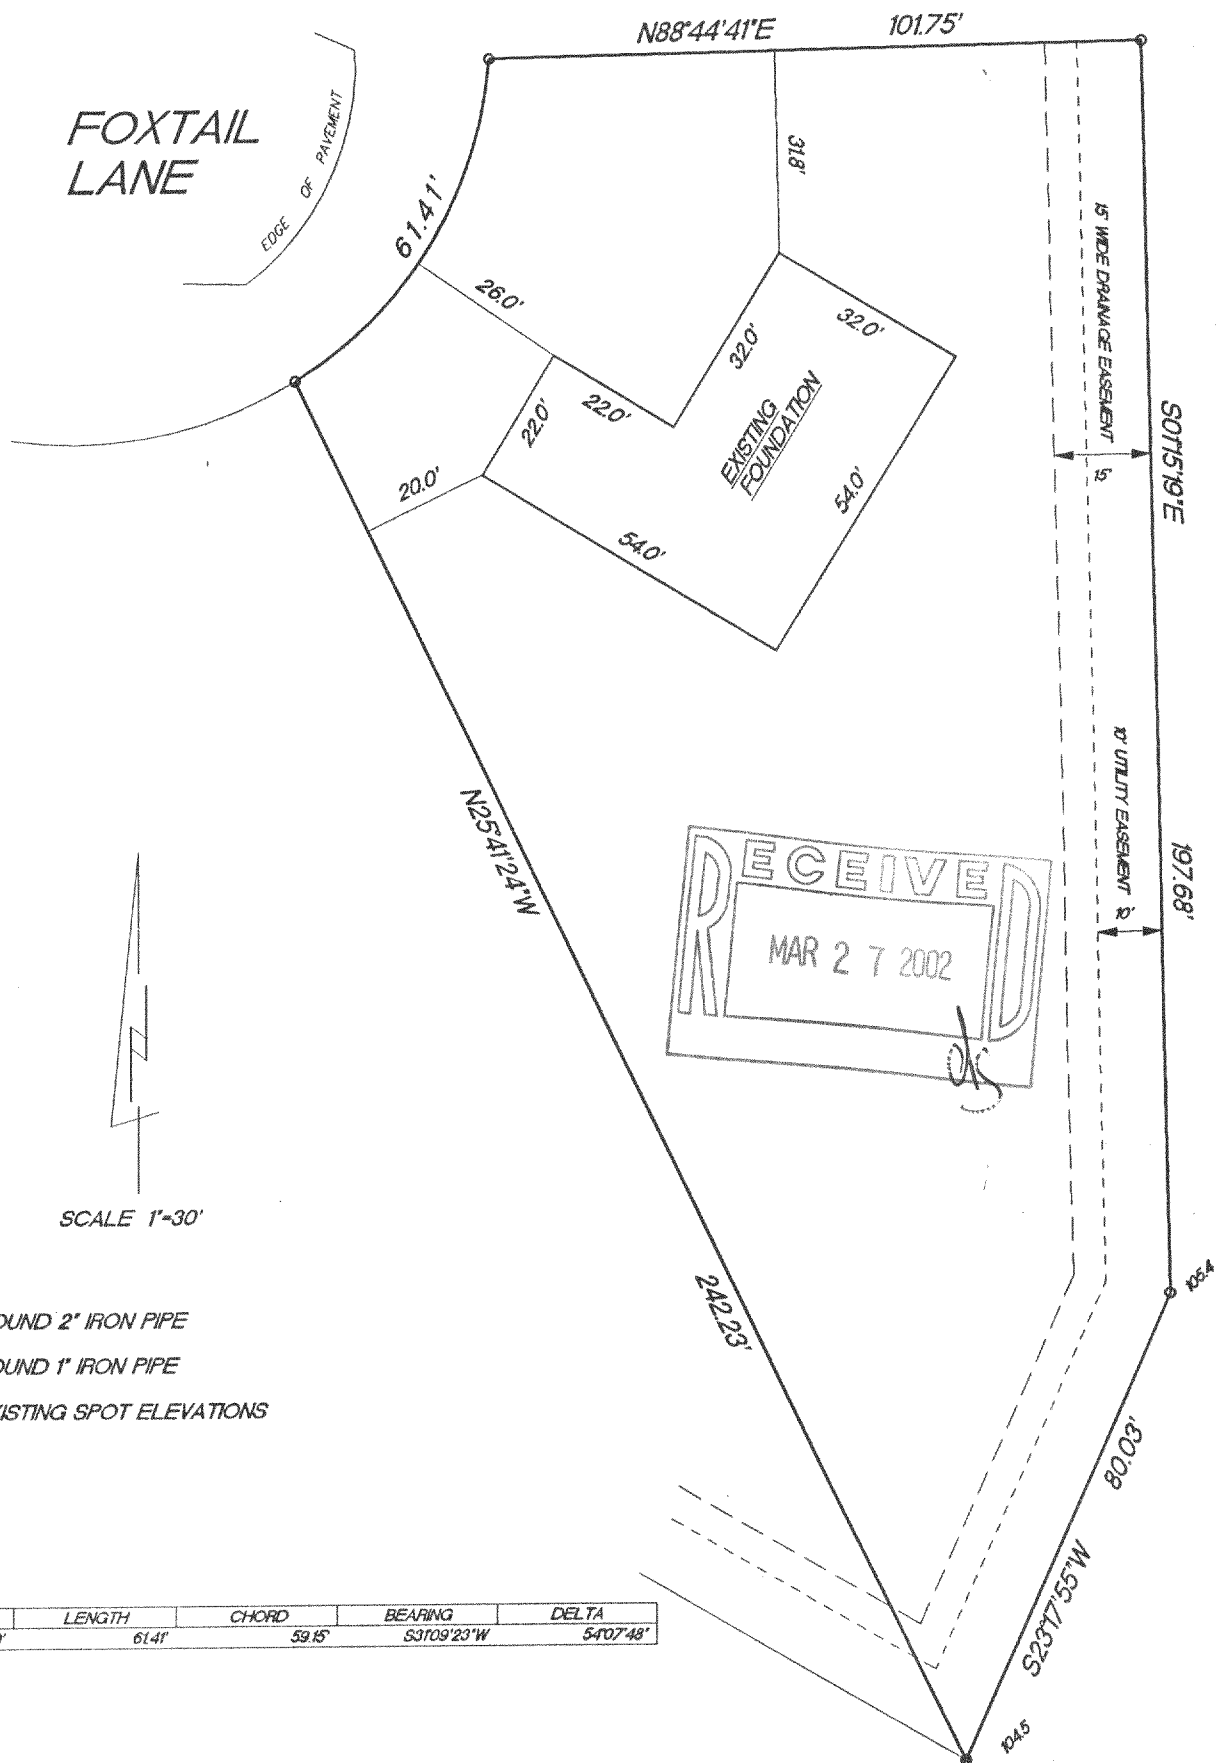 N88°44'41"E 101.75'
FOXTAIL
LANE
EDGE OF PAVEMENT
61.41'
31.8'
26.0'
32.0'
32.0'
22.0'
22.0'
EXISTING
FOUNDATION
20.0'
54.0'
54.0'
15' WIDE DRAINAGE EASEMENT
15'
S01°15'19"E
10' UTILITY EASEMENT 10'
197.68'
N25°41'24"W
RECEIVED
MAR 2 7 2002
SCALE 1"=30'
242.23'
105.4
OUND 2" IRON PIPE
OUND 1" IRON PIPE
ISTING SPOT ELEVATIONS
80.03'
S23°17'55"W
104.5
LENGTH CHORD BEARING DELTA
61.41' 59.15' S31°09'23"W 54°07'48"